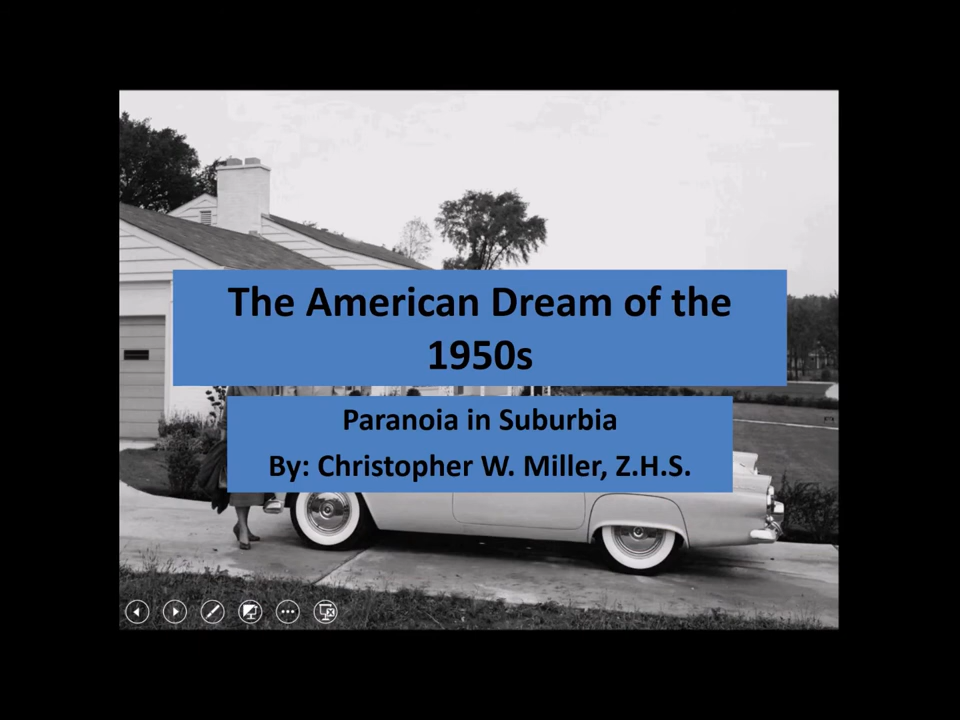 The American Dream of the
1950s
Paranoia in Suburbia
By: Christopher W. Miller, Z.H.S.